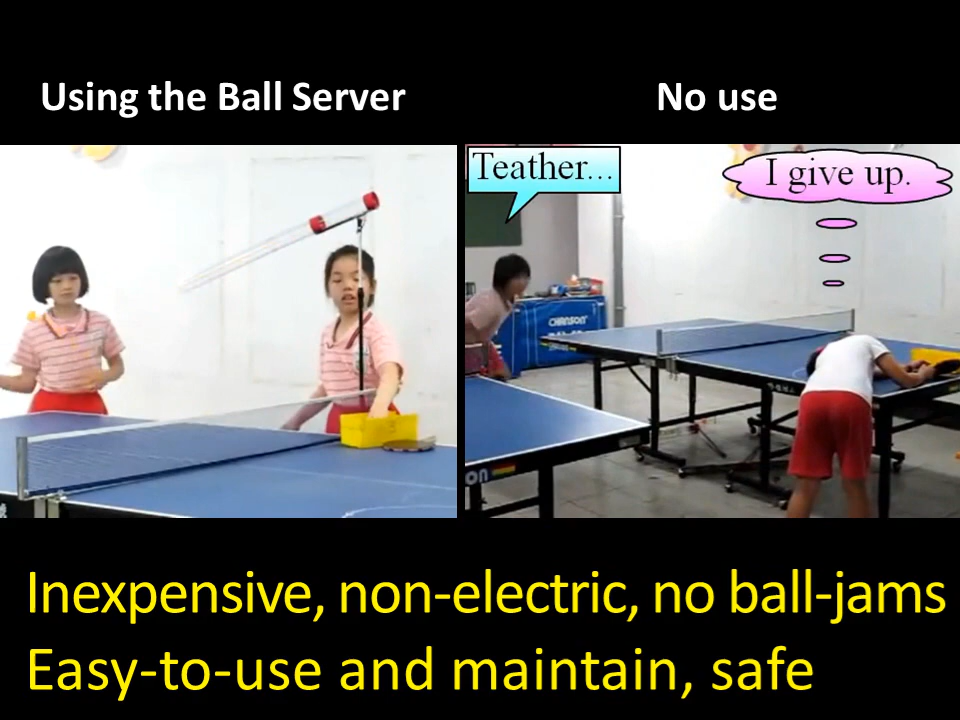 Using the Ball Server
No use
Teather...
I give up.
CHANSON
Inexpensive, non-electric, no ball-jams
Easy-to-use and maintain, safe